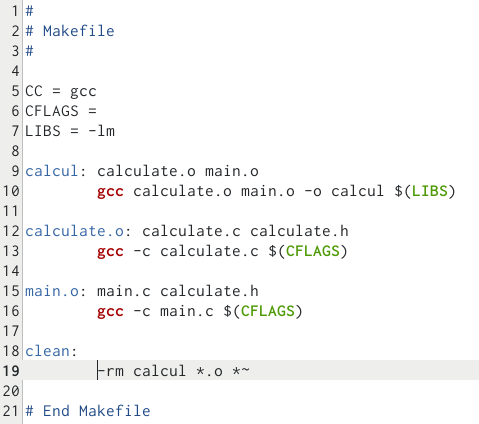 1 #
2 # Makefile
3 #
4
5 CC = gcc
6 CFLAGS =
7 LIBS = -lm
8
9 calcul: calculate.o main.o
10 gcc calculate.o main.o -o calcul $(LIBS)
11
12 calculate.o: calculate.c calculate.h
13 gcc -c calculate.c $(CFLAGS)
14
15 main.o: main.c calculate.h
16 gcc -c main.c $(CFLAGS)
17
18 clean:
19 -rm calcul *.o *~
20
21 # End Makefile